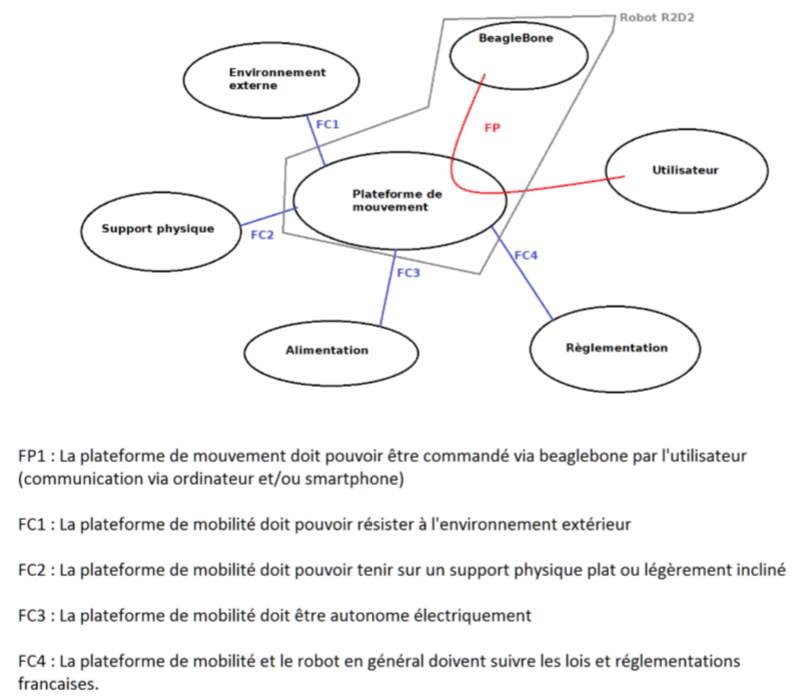 Robot R2D2
BeagleBone
Environnement
externe
FC1
FP
Utilisateur
Plateforme de
mouvement
Support physique
FC2
FC4
FC3
Alimentation
Règlementation
FP1 : La plateforme de mouvement doit pouvoir être commandé via beaglebone par l'utilisateur
(communication via ordinateur et/ou smartphone)
FC1 : La plateforme de mobilité doit pouvoir résister à l'environnement extérieur
FC2 : La plateforme de mobilité doit pouvoir tenir sur un support physique plat ou légèrement incliné
FC3 : La plateforme de mobilité doit être autonome électriquement
FC4 : La plateforme de mobilité et le robot en général doivent suivre les lois et réglementations
françaises.